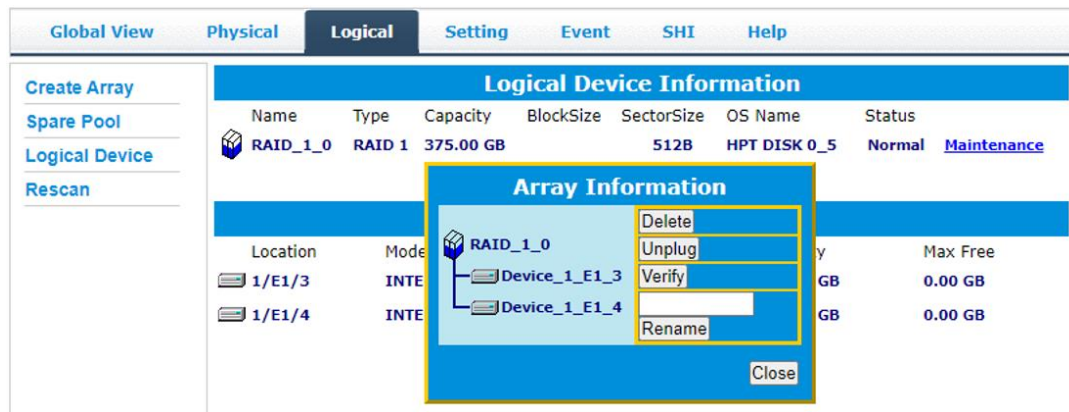 Global View Physical Logical Setting Event SHI Help
Create Array
Spare Pool
Logical Device
Rescan
Logical Device Information
Name Type Capacity BlockSize SectorSize OS Name Status
RAID_1_0 RAID 1 375.00 GB 512B HPT DISK 0_5 Normal Maintenance
Array Information
RAID_1_0
Device_1_E1_3
Device_1_E1_4
Delete
Unplug
Verify
Rename
Close
Location Max Free
1/E1/3 GB 0.00 GB
1/E1/4 GB 0.00 GB